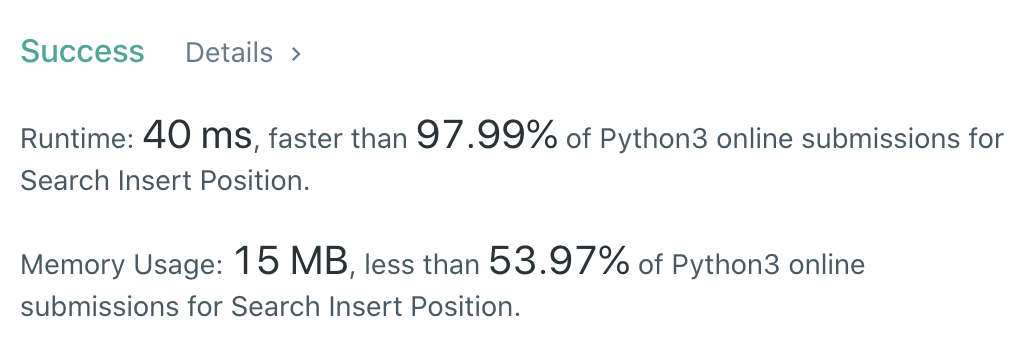 Success Details >
Runtime: 40 ms, faster than 97.99% of Python3 online submissions for
Search Insert Position.
Memory Usage: 15 MB, less than 53.97% of Python3 online
submissions for Search Insert Position.